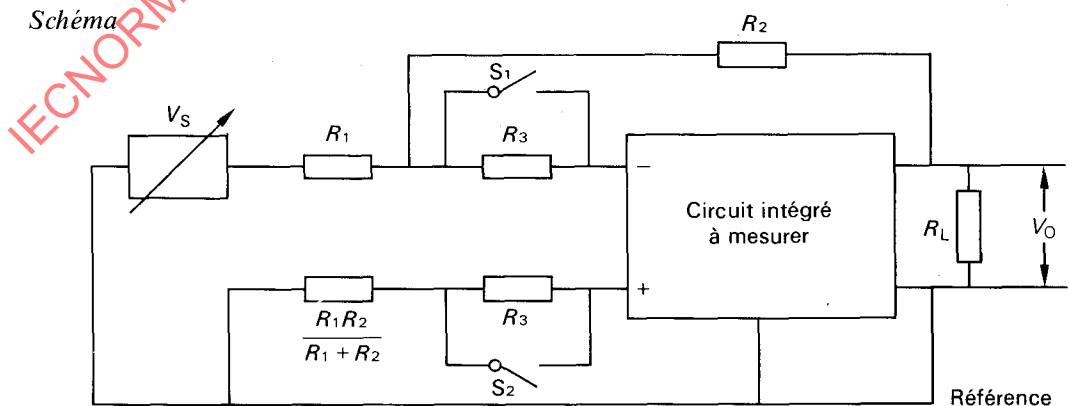 Schéma
IECNORM
R2
S1
VS
R1
R3
−
Circuit intégré
à mesurer
RL
VO
+
R1R2
R1 + R2
R3
S2
Référence